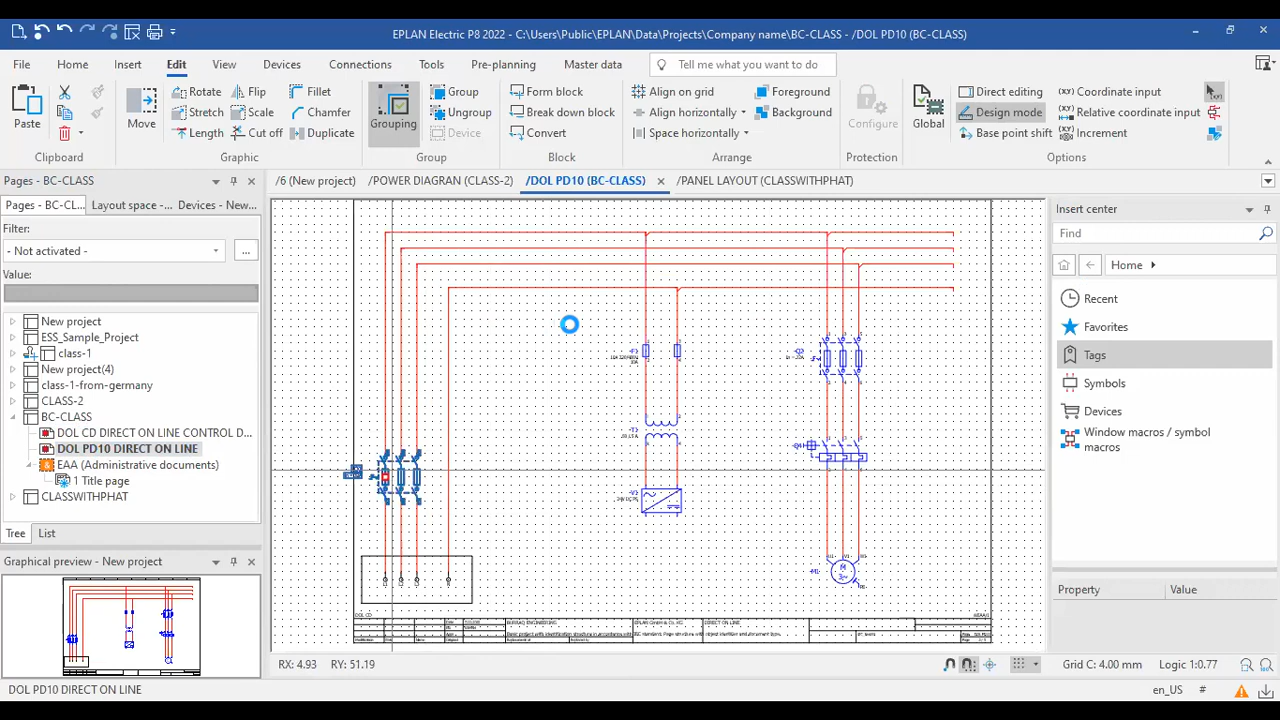 EPLAN Electric P8 2022 - C:\Users\Public\EPLAN\Data\Projects\Company name\BC-CLASS - /DOL PD10 (BC-CLASS)
File Home Insert Edit View Devices Connections Tools Pre-planning Master data Tell me what you want to do
Rotate Flip Fillet Group Form block Align on grid Foreground Direct editing Coordinate input
Stretch Scale Chamfer Ungroup Break down block Align horizontally Background Design mode Relative coordinate input
Paste Move Grouping Configure Global
Length Cut off Duplicate Device Convert Space horizontally Base point shift Increment
Clipboard Graphic Group Block Arrange Protection Options
Pages - BC-CLASS /6 (New project) /POWER DIAGRAN (CLASS-2) /DOL PD10 (BC-CLASS) /PANEL LAYOUT (CLASSWITHPHAT)
Pages - BC-CL... Layout space -... Devices - New... Insert center
Filter: Find
- Not activated - ... Home
Value:
Recent
New project Favorites
ESS_Sample_Project
class-1 Tags
New project(4)
class-1-from-germany Symbols
CLASS-2
BC-CLASS Devices
DOL CD DIRECT ON LINE CONTROL D... Window macros / symbol
DOL PD10 DIRECT ON LINE macros
EAA (Administrative documents)
1 Title page
CLASSWITHPHAT
M
3~
Tree List
Graphical preview - New project Property Value
DOL CD
DIRECT ON LINE
RX: 4.93 RY: 51.19 Grid C: 4.00 mm Logic 1:0.77
DOL PD10 DIRECT ON LINE en_US #